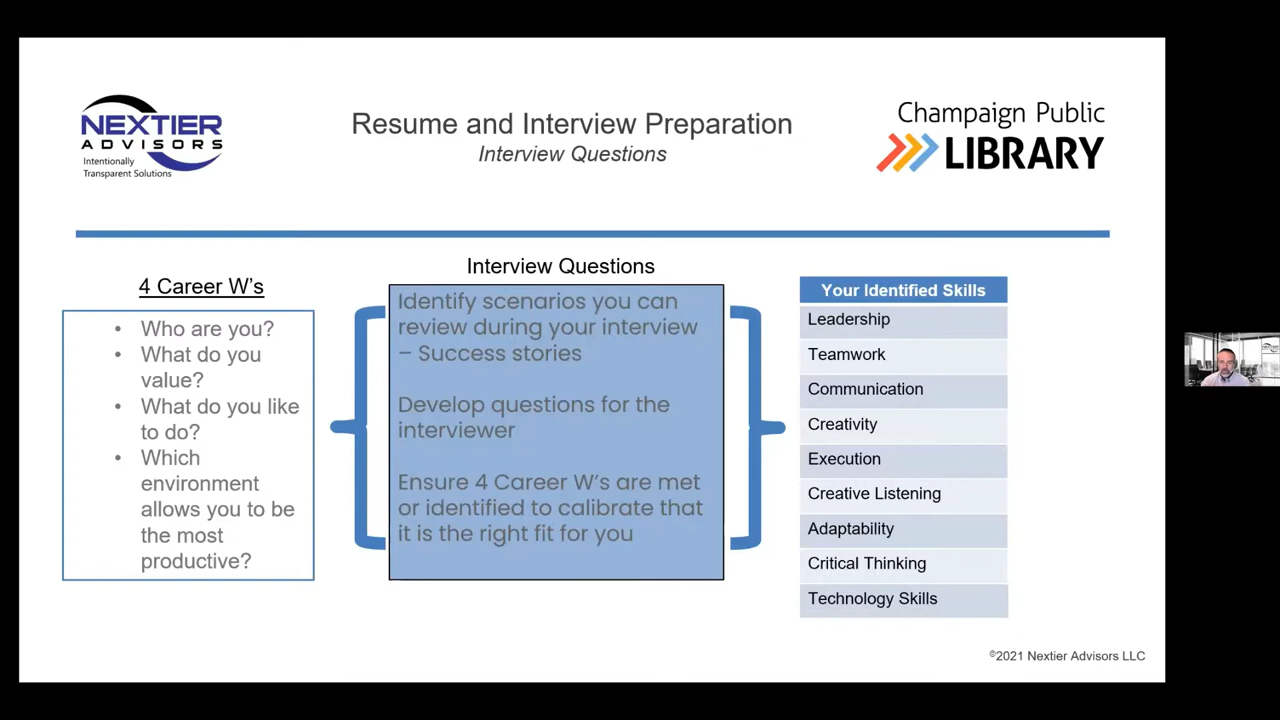 NEXTIER
ADVISORS
Intentionally
Transparent Solutions
Resume and Interview Preparation
Interview Questions
Champaign Public
LIBRARY
4 Career W's
• Who are you?
• What do you
value?
• What do you like
to do?
• Which
environment
allows you to be
the most
productive?
Interview Questions
Identify scenarios you can
review during your interview
– Success stories
Develop questions for the
interviewer
Ensure 4 Career W's are met
or identified to calibrate that
it is the right fit for you
Your Identified Skills
Leadership
Teamwork
Communication
Creativity
Execution
Creative Listening
Adaptability
Critical Thinking
Technology Skills
©2021 Nextier Advisors LLC